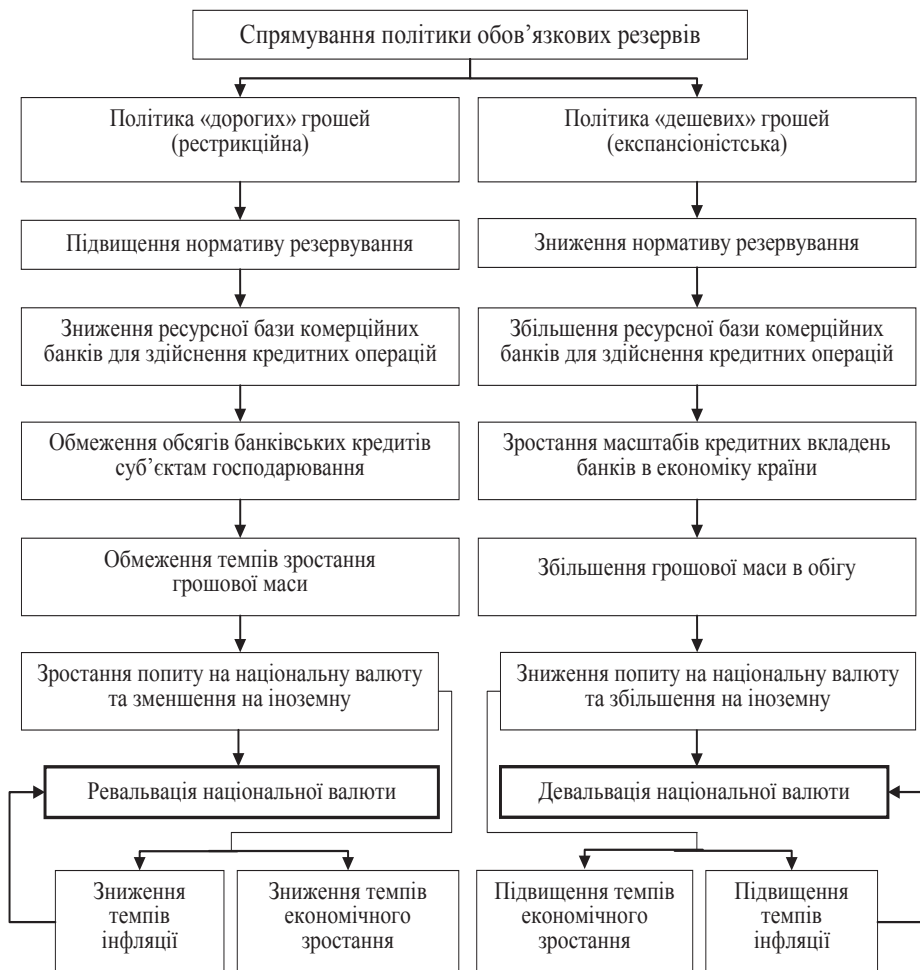 Спрямування політики обов’язкових резервів
Політика «дорогих» грошей
(рестрикційна)
Політика «дешевих» грошей
(експансіоністська)
Підвищення нормативу резервування
Зниження нормативу резервування
Зниження ресурсної бази комерційних
банків для здійснення кредитних операцій
Збільшення ресурсної бази комерційних
банків для здійснення кредитних операцій
Обмеження обсягів банківських кредитів
суб’єктам господарювання
Зростання масштабів кредитних вкладень
банків в економіку країни
Обмеження темпів зростання
грошової маси
Збільшення грошової маси в обігу
Зростання попиту на національну валюту
та зменшення на іноземну
Зниження попиту на національну валюту
та збільшення на іноземну
Ревальвація національної валюти
Девальвація національної валюти
Зниження
темпів
інфляції
Зниження темпів
економічного
зростання
Підвищення темпів
економічного
зростання
Підвищення
темпів
інфляції